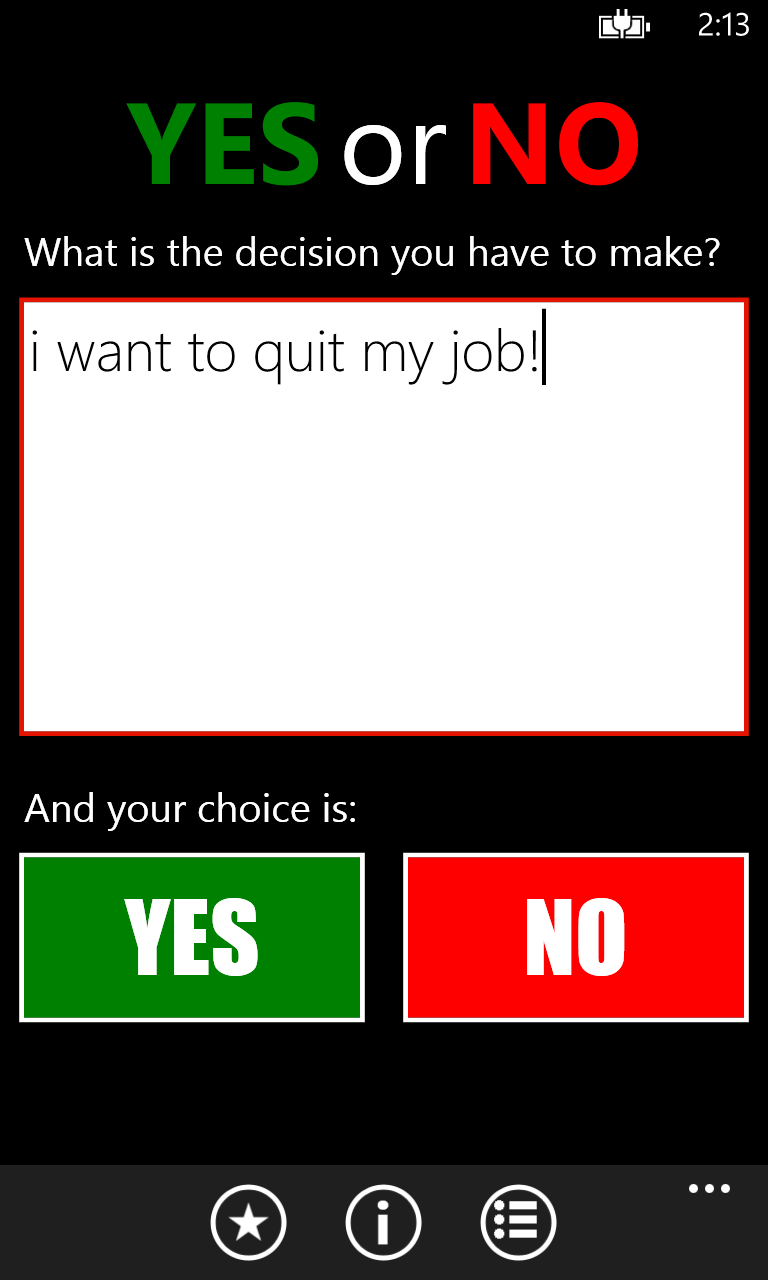 2:13
YES or NO
What is the decision you have to make?
i want to quit my job!
And your choice is:
YES NO